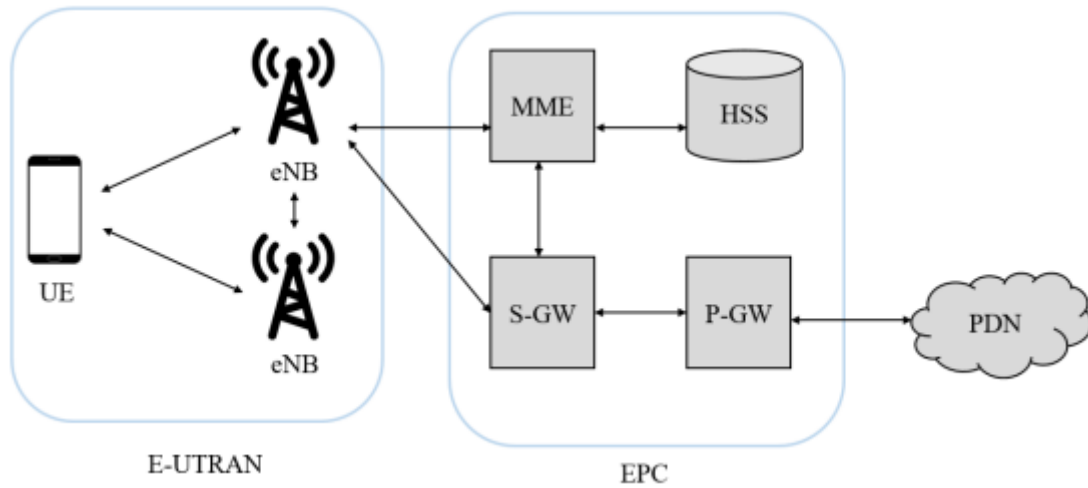 MME
HSS
eNB
UE
eNB
S-GW
P-GW
PDN
E-UTRAN
EPC